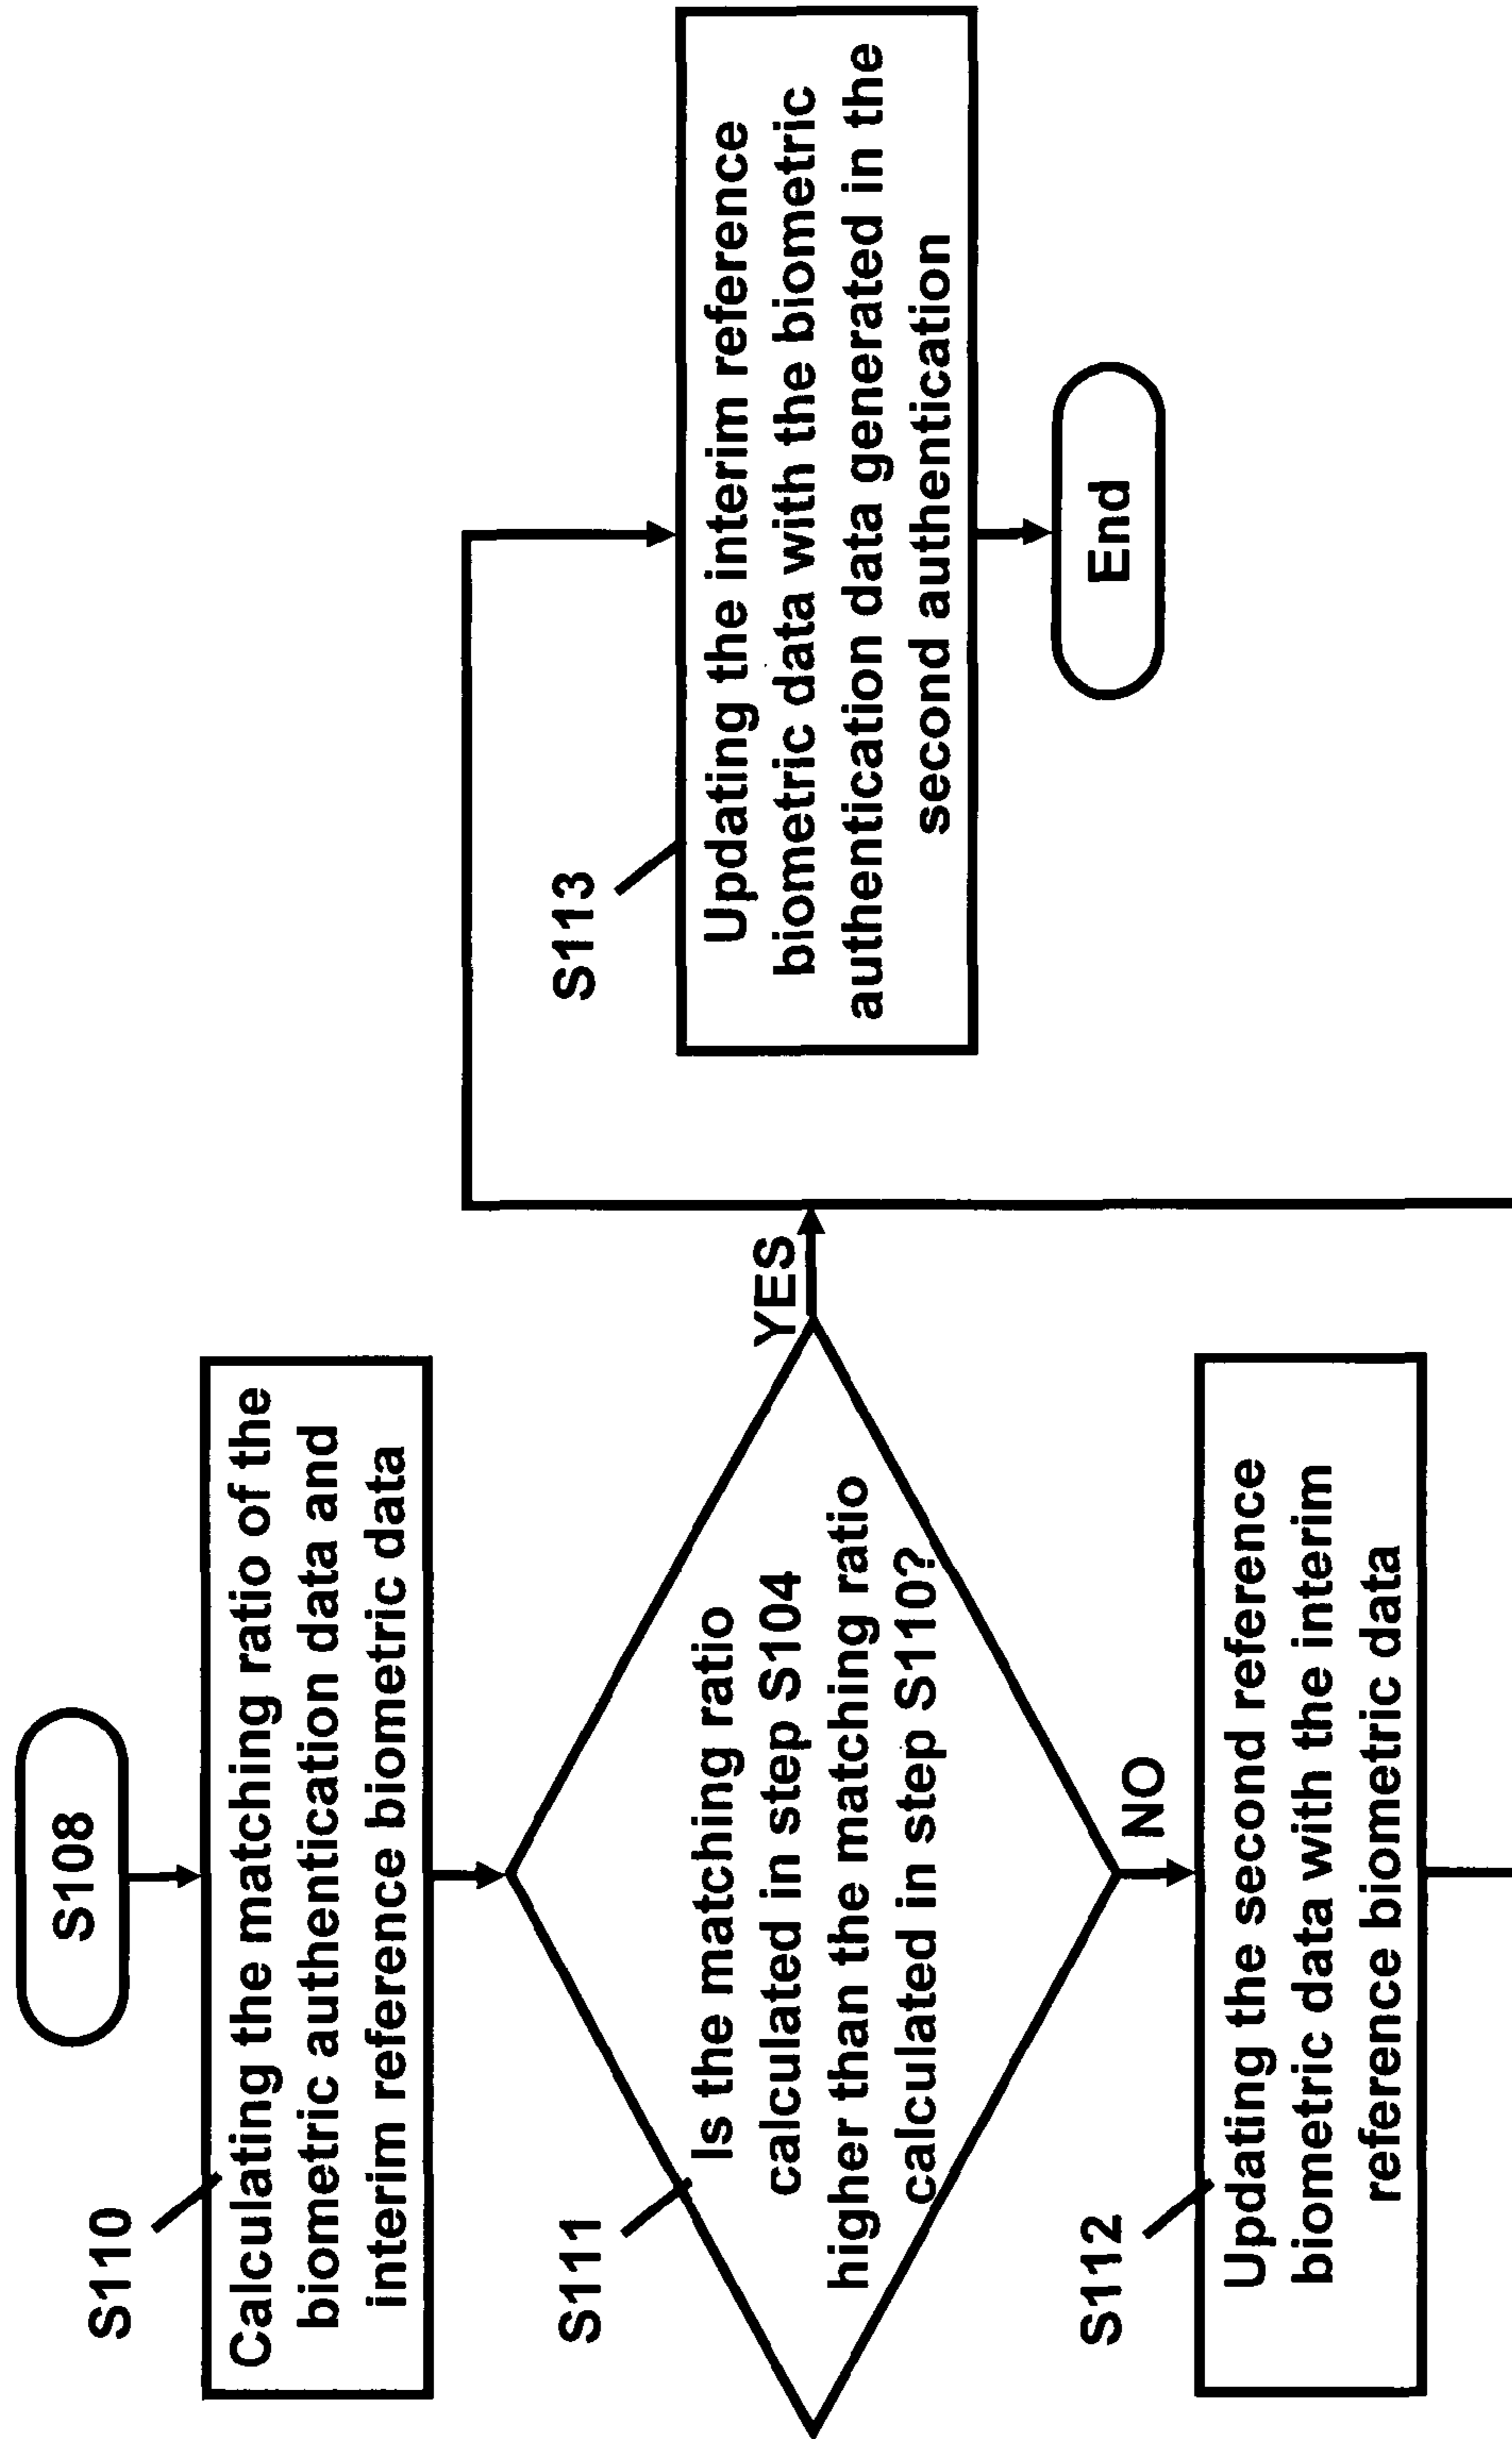 S108
S110
Calculating the matching ratio of the
biometric authentication data and
interim reference biometric data
S111
Is the matching ratio
calculated in step S104
higher than the matching ratio
calculated in step S110?
YES
NO
S112
Updating the second reference
biometric data with the interim
reference biometric data
S113
Updating the interim reference
biometric data with the biometric
authentication data generated in the
second authentication
End